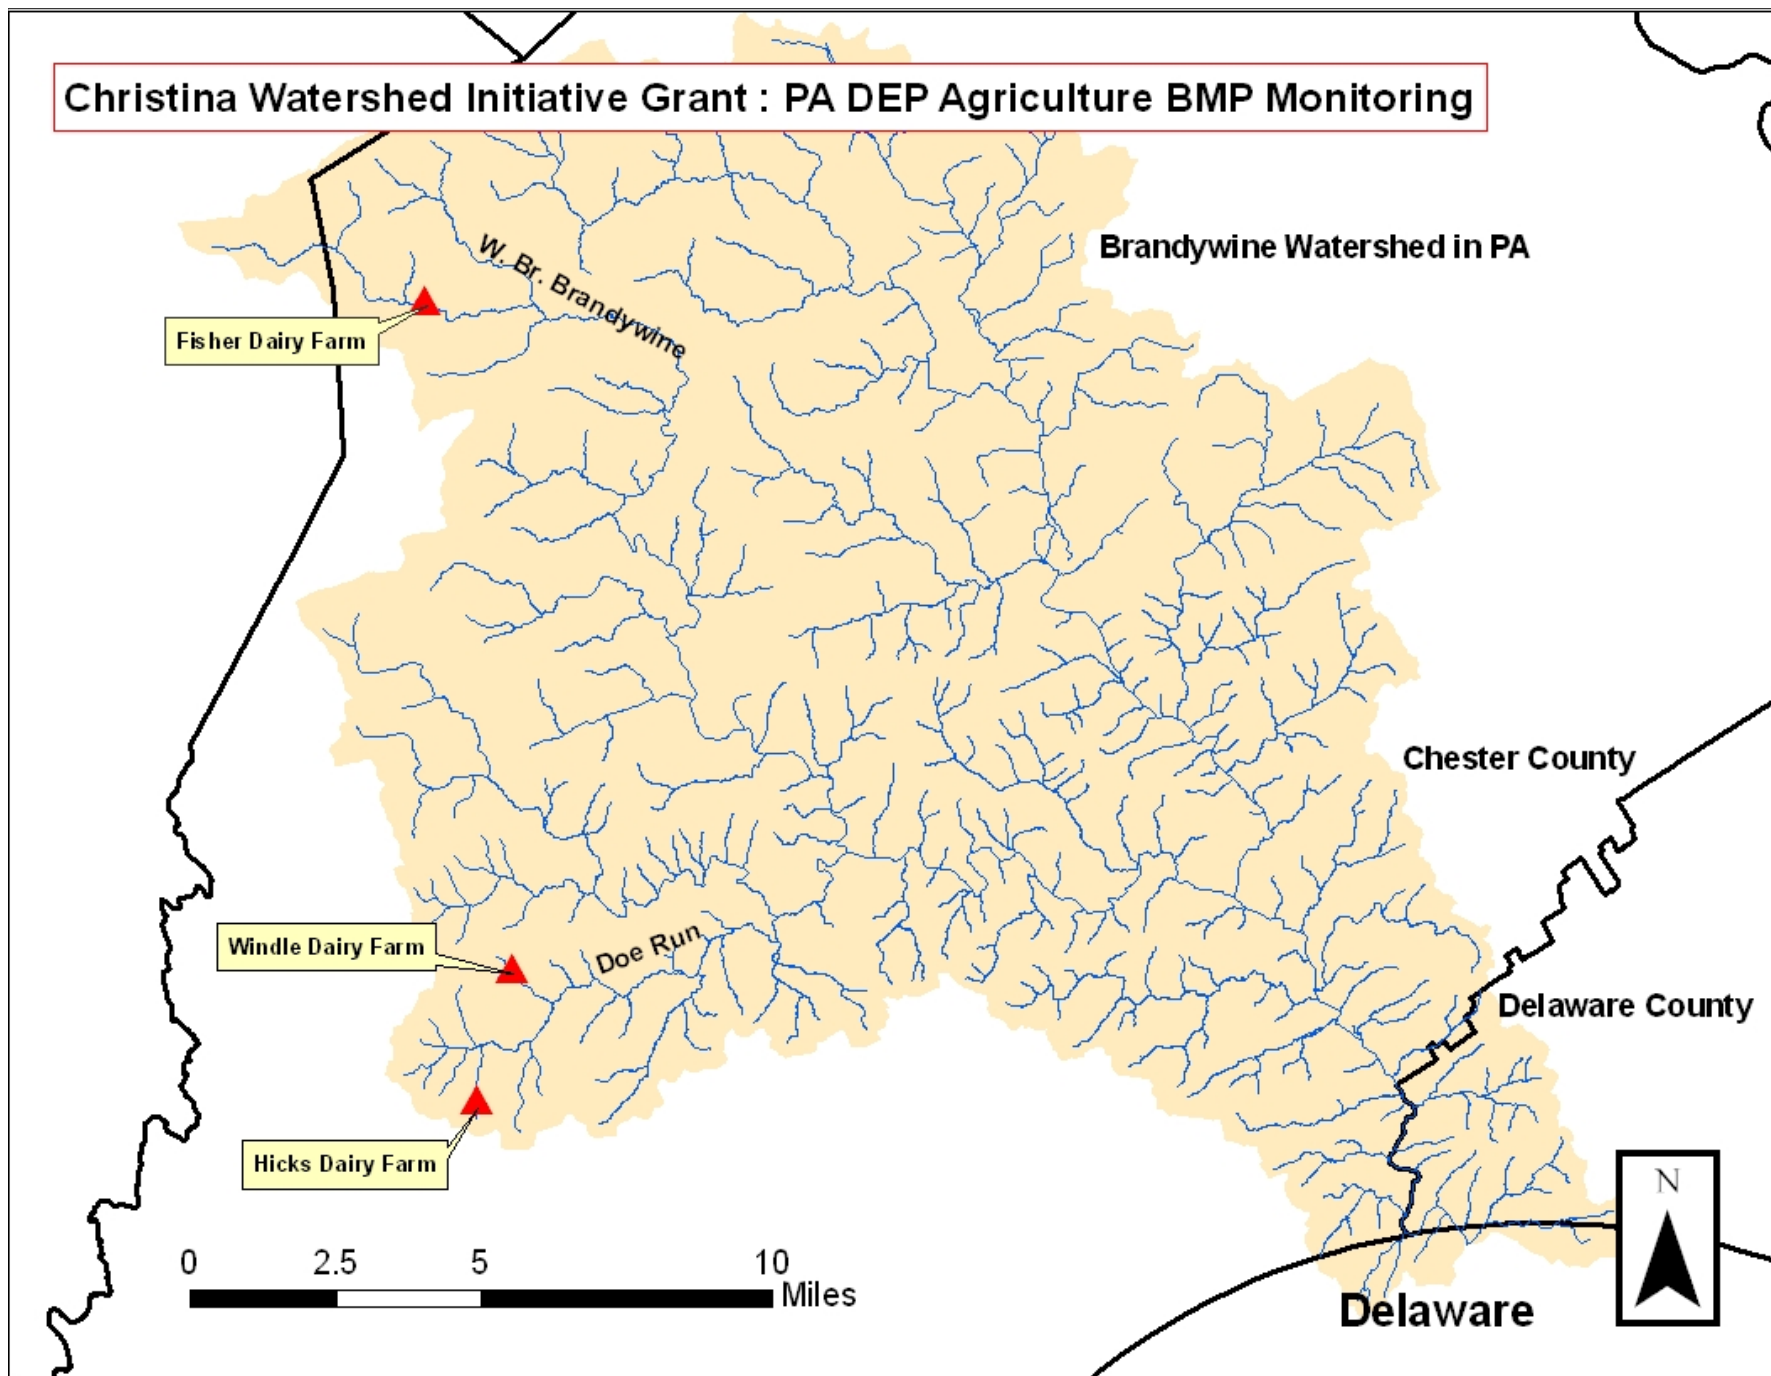 Christina Watershed Initiative Grant : PA DEP Agriculture BMP Monitoring
Brandywine Watershed in PA
W. Br. Brandywine
Fisher Dairy Farm
Chester County
Windle Dairy Farm
Doe Run
Delaware County
Hicks Dairy Farm
N
0 2.5 5 10
Miles
Delaware